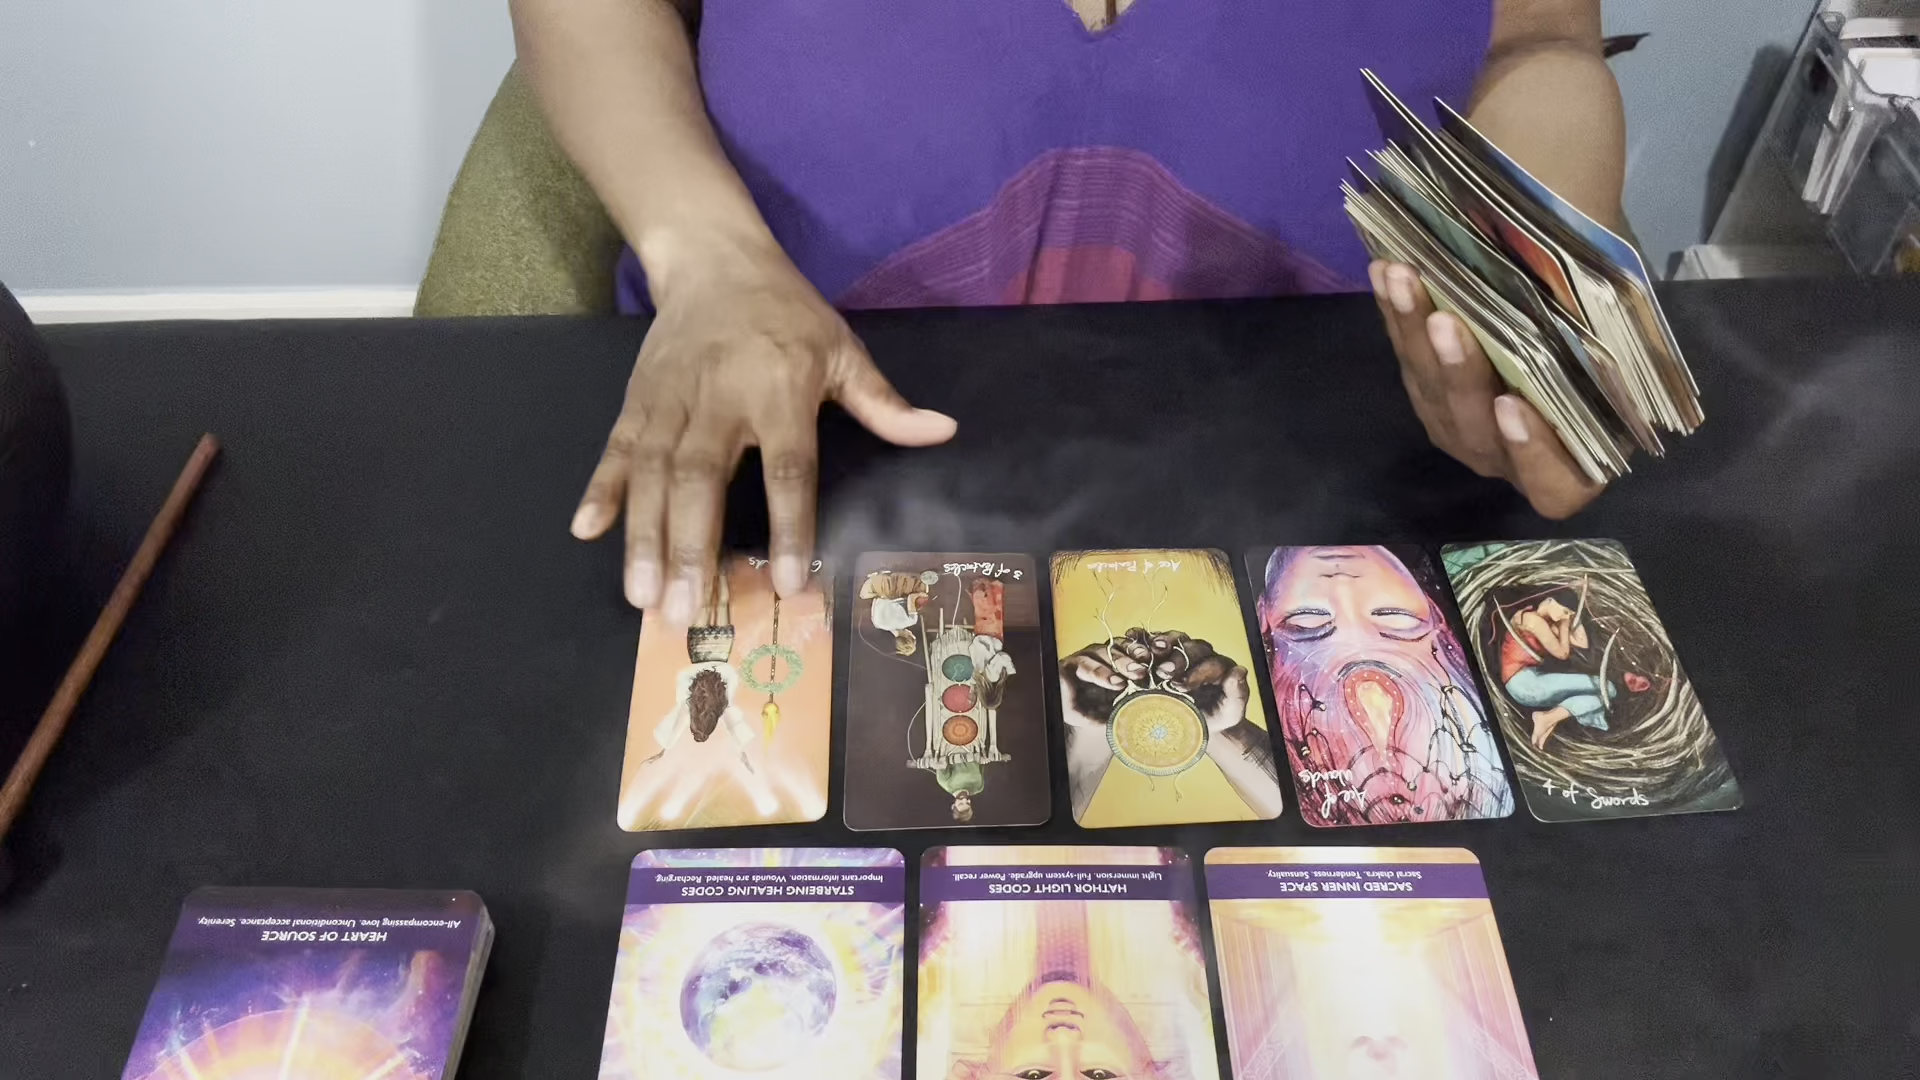 3 of Pentacles
Ace of Pentacles
Ace of
Wands
4 of Swords
STARBEING HEALING CODES
Important information. Wounds are healed. Recharging.
HATHOR LIGHT CODES
Light immersion. Full-system upgrade. Power recall.
SACRED INNER SPACE
Sacral chakra. Tenderness. Sensuality.
HEART OF SOURCE
All-encompassing love. Unconditional acceptance. Serenity.